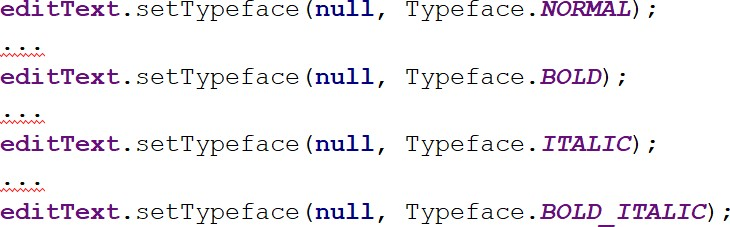 editText.setTypeface(null, Typeface.NORMAL);
...
editText.setTypeface(null, Typeface.BOLD);
...
editText.setTypeface(null, Typeface.ITALIC);
...
editText.setTypeface(null, Typeface.BOLD_ITALIC);